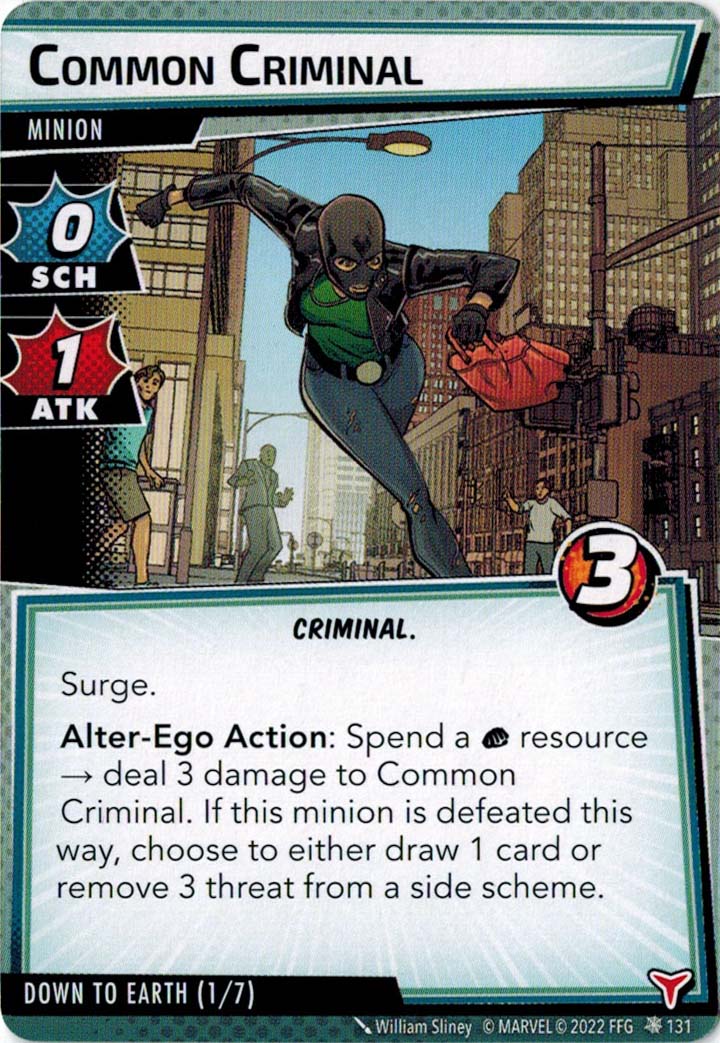 COMMON CRIMINAL
MINION
0
SCH
1
ATK
3
CRIMINAL.
Surge.
Alter-Ego Action: Spend a resource
→ deal 3 damage to Common
Criminal. If this minion is defeated this
way, choose to either draw 1 card or
remove 3 threat from a side scheme.
DOWN TO EARTH (1/7)
William Sliney © MARVEL © 2022 FFG 131